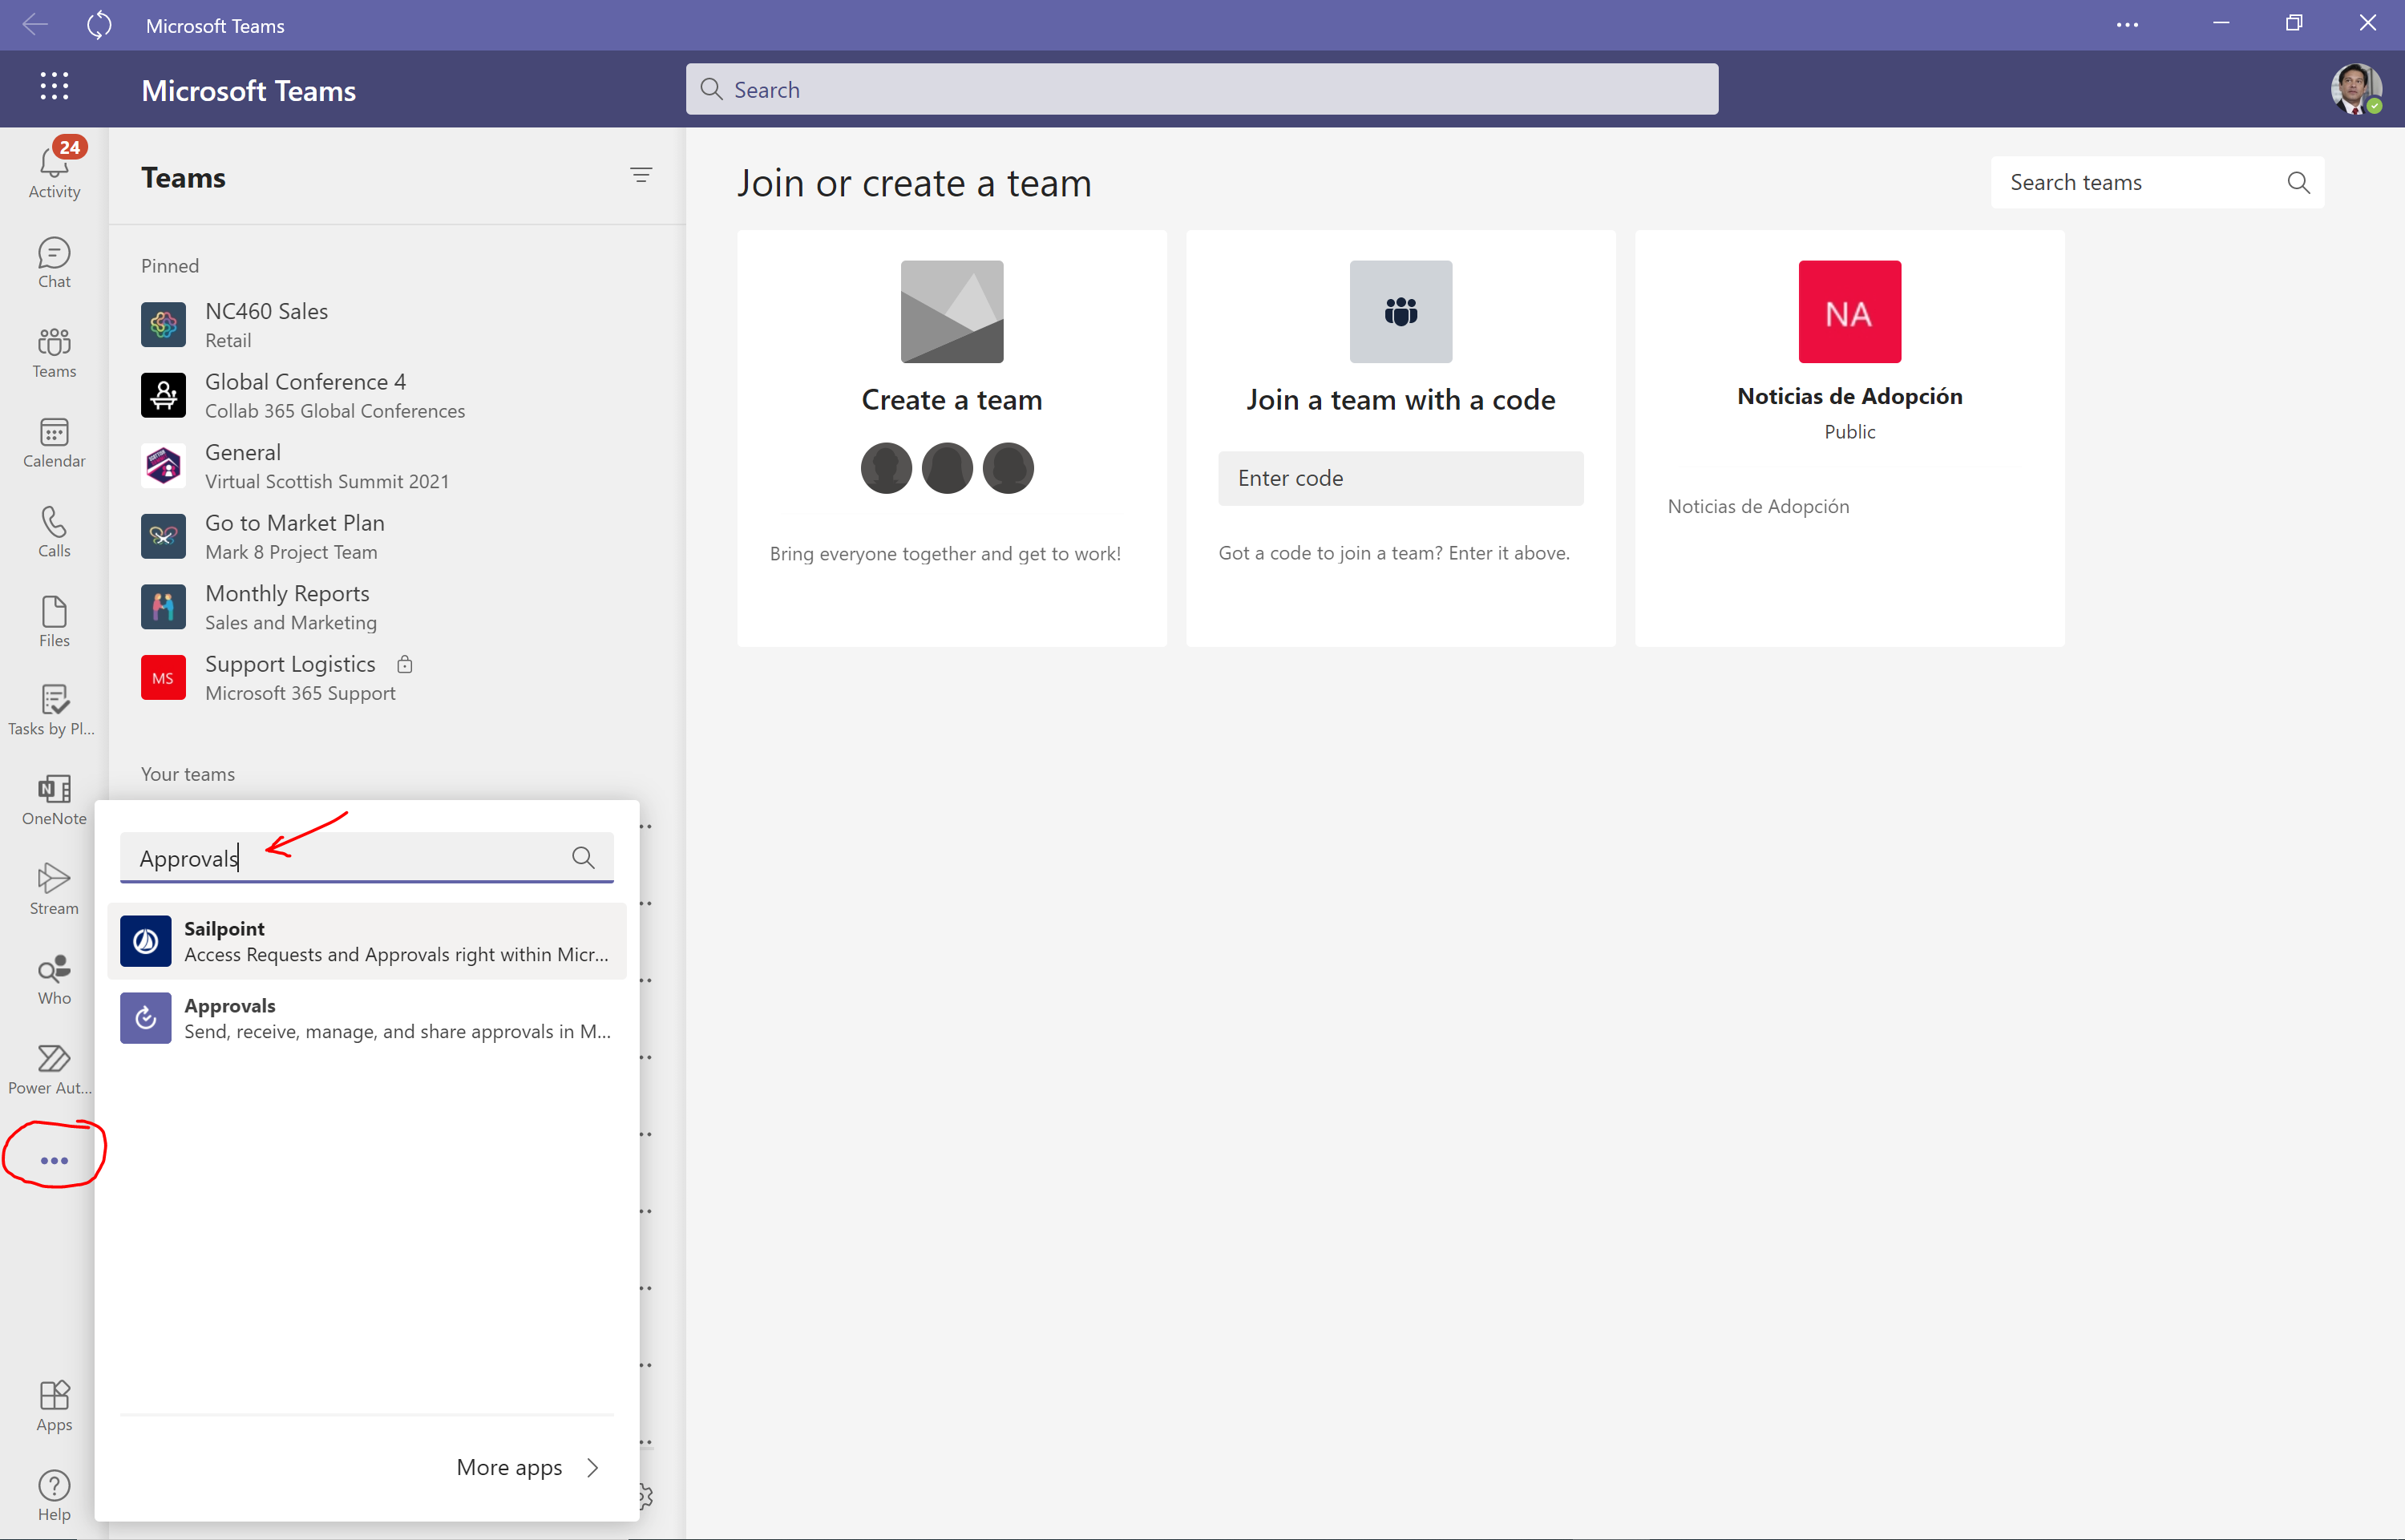 Microsoft Teams
Microsoft Teams
Search
24
Activity
Chat
Teams
Calendar
Calls
Files
Tasks by Pl...
OneNote
Stream
Who
Power Aut...
Apps
Help
Teams
Pinned
NC460 Sales
Retail
Global Conference 4
Collab 365 Global Conferences
General
Virtual Scottish Summit 2021
Go to Market Plan
Mark 8 Project Team
Monthly Reports
Sales and Marketing
MS
Support Logistics
Microsoft 365 Support
Your teams
Approvals
Sailpoint
Access Requests and Approvals right within Micr...
Approvals
Send, receive, manage, and share approvals in M...
More apps
Join or create a team
Search teams
Create a team
Bring everyone together and get to work!
Join a team with a code
Enter code
Got a code to join a team? Enter it above.
NA
Noticias de Adopción
Public
Noticias de Adopción